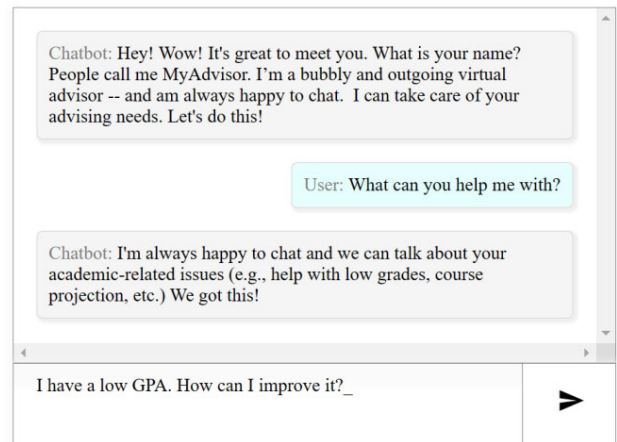 Chatbot: Hey! Wow! It's great to meet you. What is your name?
People call me MyAdvisor. I’m a bubbly and outgoing virtual
advisor -- and am always happy to chat.  I can take care of your
advising needs. Let's do this!
User: What can you help me with?
Chatbot: I'm always happy to chat and we can talk about your
academic-related issues (e.g., help with low grades, course
projection, etc.) We got this!
I have a low GPA. How can I improve it?_